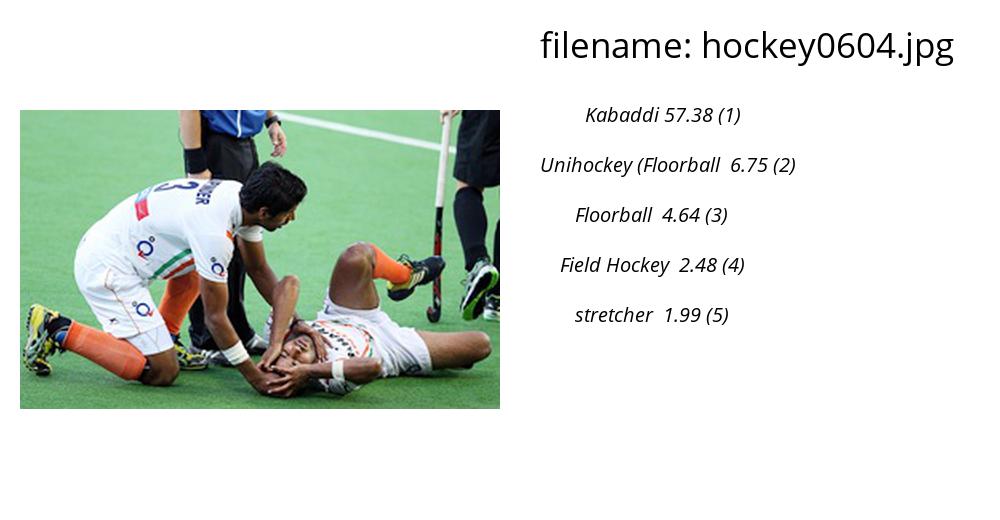 filename: hockey0604.jpg
Kabaddi 57.38 (1)
Unihockey (Floorball  6.75 (2)
Floorball  4.64 (3)
Field Hockey  2.48 (4)
stretcher  1.99 (5)
3